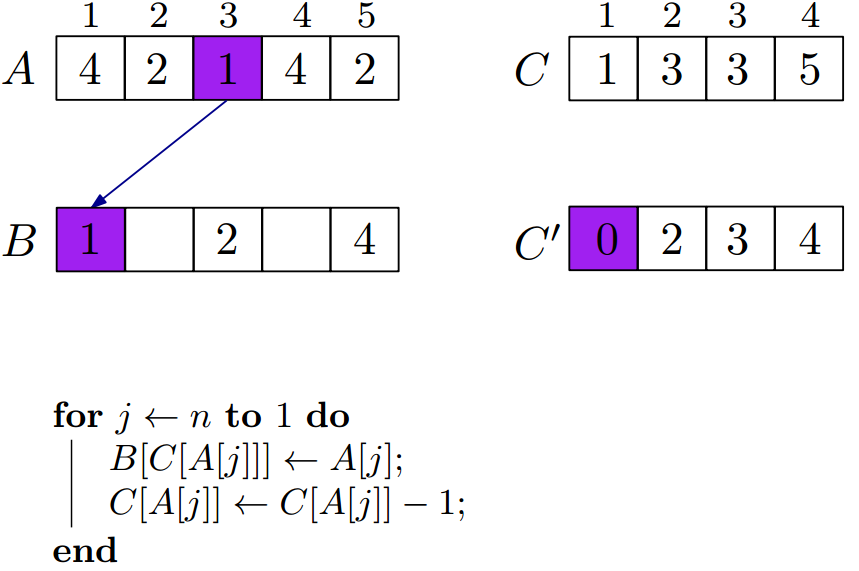 1 2 3 4 5 1 2 3 4
A 4 2 1 4 2 C 1 3 3 5
B 1 2 4 C′ 0 2 3 4
for j ← n to 1 do
B[C[A[j]]] ← A[j];
C[A[j]] ← C[A[j]] − 1;
end